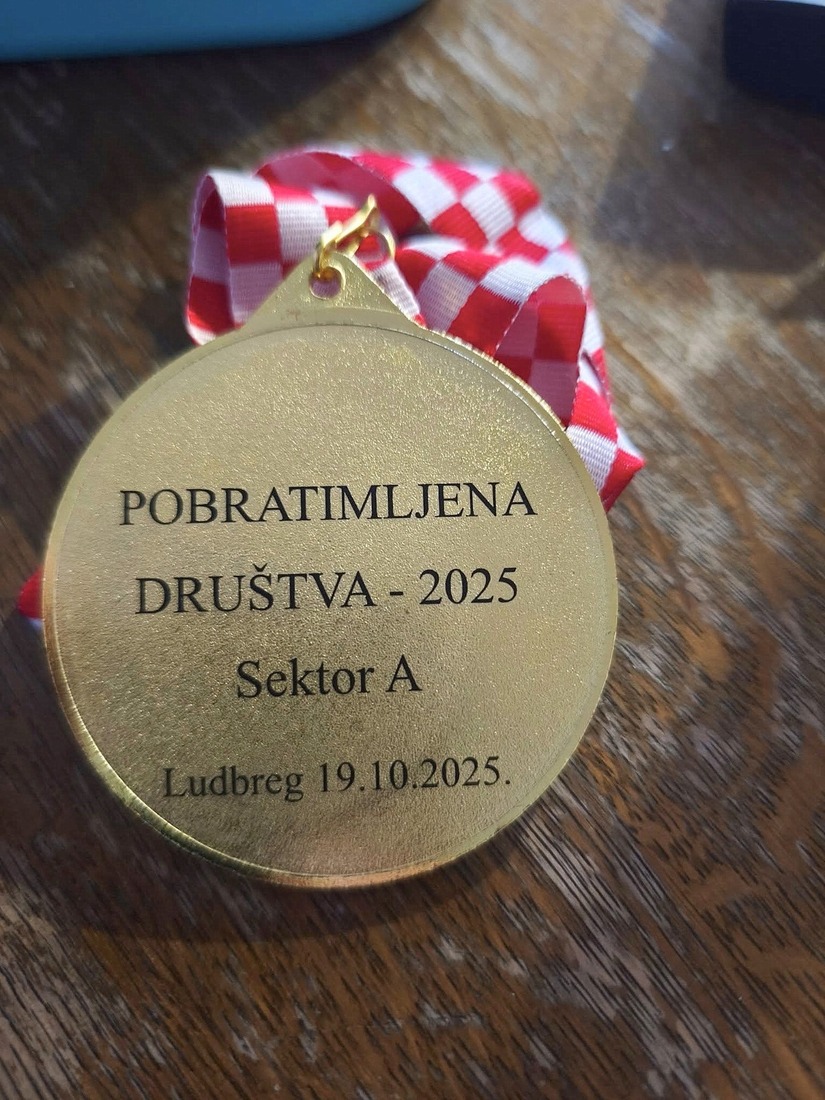 POBRATIMLJENA
DRUŠTVA - 2025
Sektor A
Ludbreg 19.10.2025.